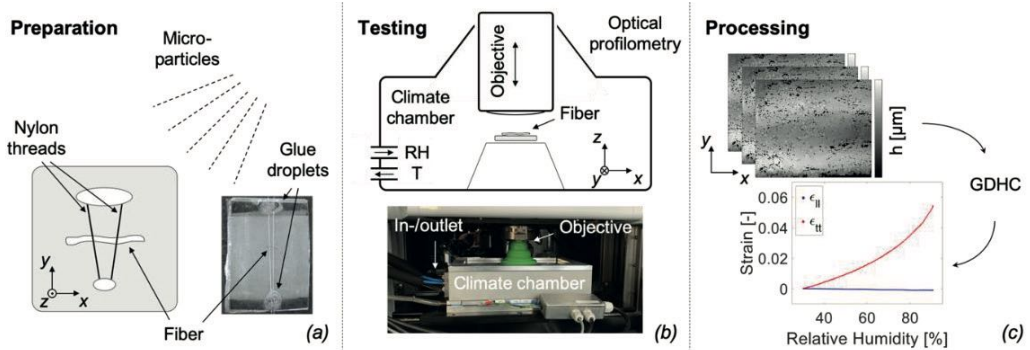 Preparation
Micro-
particles
Nylon
threads
Glue
droplets
y
z
x
Fiber
(a)
Testing
Optical
profilometry
Objective
Climate
chamber
Fiber
RH
T
z
y
x
In-/outlet
Objective
Climate chamber
(b)
Processing
y
x
h [μm]
GDHC
0.06
0.04
0.02
0
Strain [-]
ϵll
ϵtt
40
60
80
Relative Humidity [%]
(c)